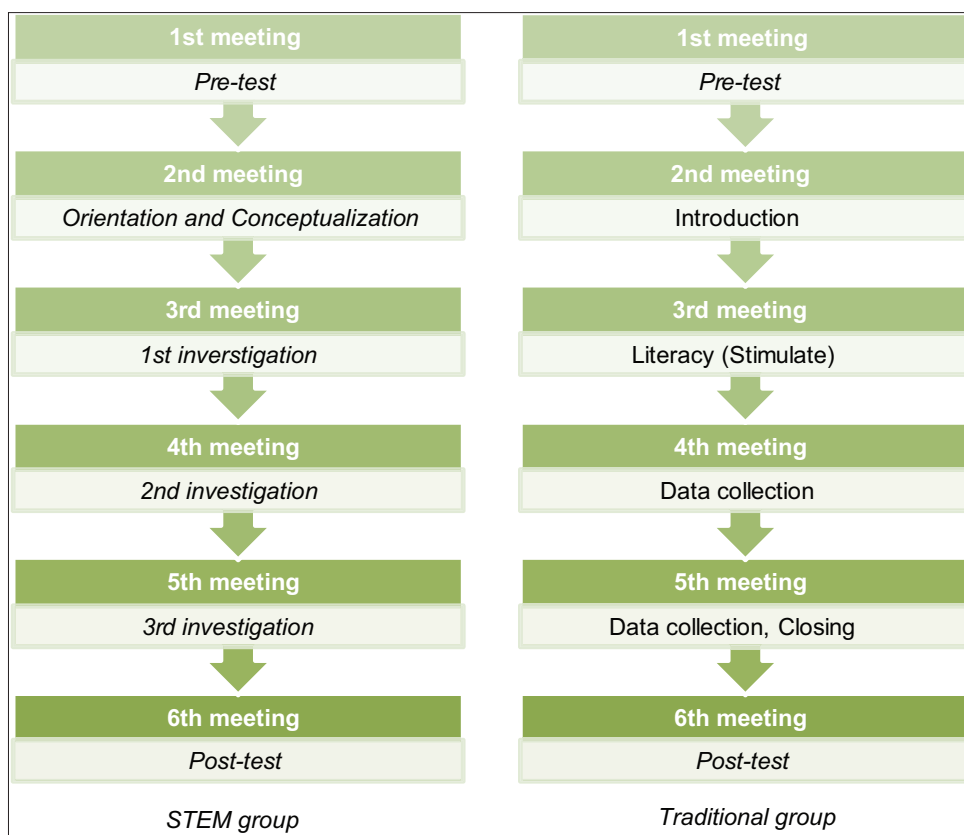 1st meeting
Pre-test
2nd meeting
Orientation and Conceptualization
3rd meeting
1st inverstigation
4th meeting
2nd investigation
5th meeting
3rd investigation
6th meeting
Post-test
STEM group
1st meeting
Pre-test
2nd meeting
Introduction
3rd meeting
Literacy (Stimulate)
4th meeting
Data collection
5th meeting
Data collection, Closing
6th meeting
Post-test
Traditional group